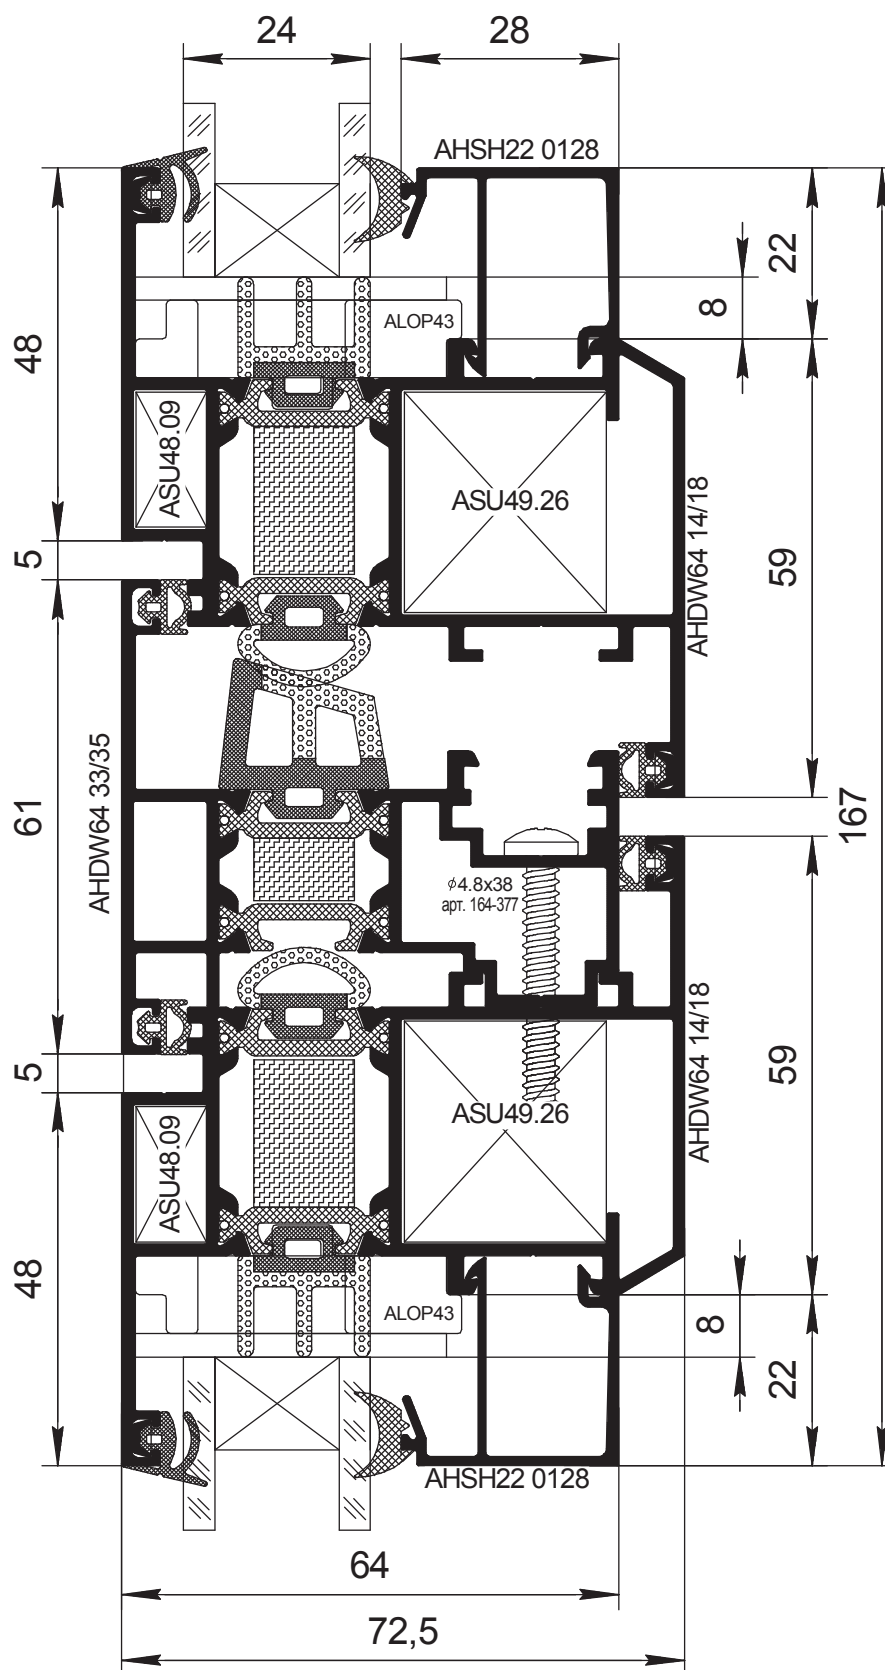 24
28
AHSH22 0128
22
8
48
ALOP43
ASU48.09
ASU49.26
AHDW64 14/18
5
59
AHDW64 33/35
61
167
ϕ4.8x38
арт. 164-377
5
AHDW64 14/18
59
ASU49.26
ASU48.09
48
ALOP43
8
22
AHSH22 0128
64
72,5